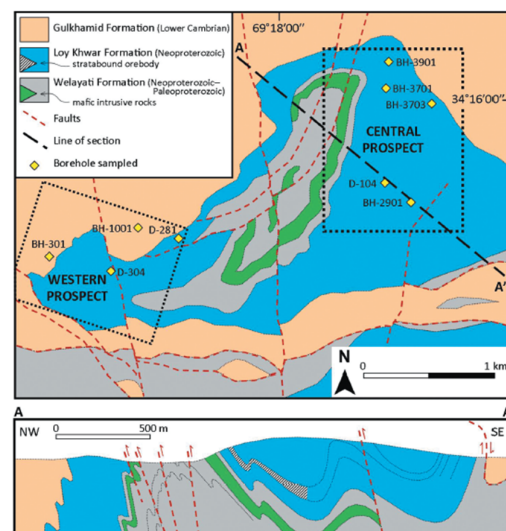 Gulkhamid Formation (Lower Cambrian)
Loy Khwar Formation (Neoproterozoic)
stratabound orebody
Welayati Formation (Neoproterozoic–
Paleoproterozoic)
mafic intrusive rocks
Faults
Line of section
Borehole sampled
69°18'00''
A
BH-3901
BH-3701
34°16'00''
BH-3703
CENTRAL
PROSPECT
D-104
BH-2901
BH-1001
D-281
BH-301
WESTERN
PROSPECT
D-304
A'
N
0 1 km
A
NW
0 500 m
SE